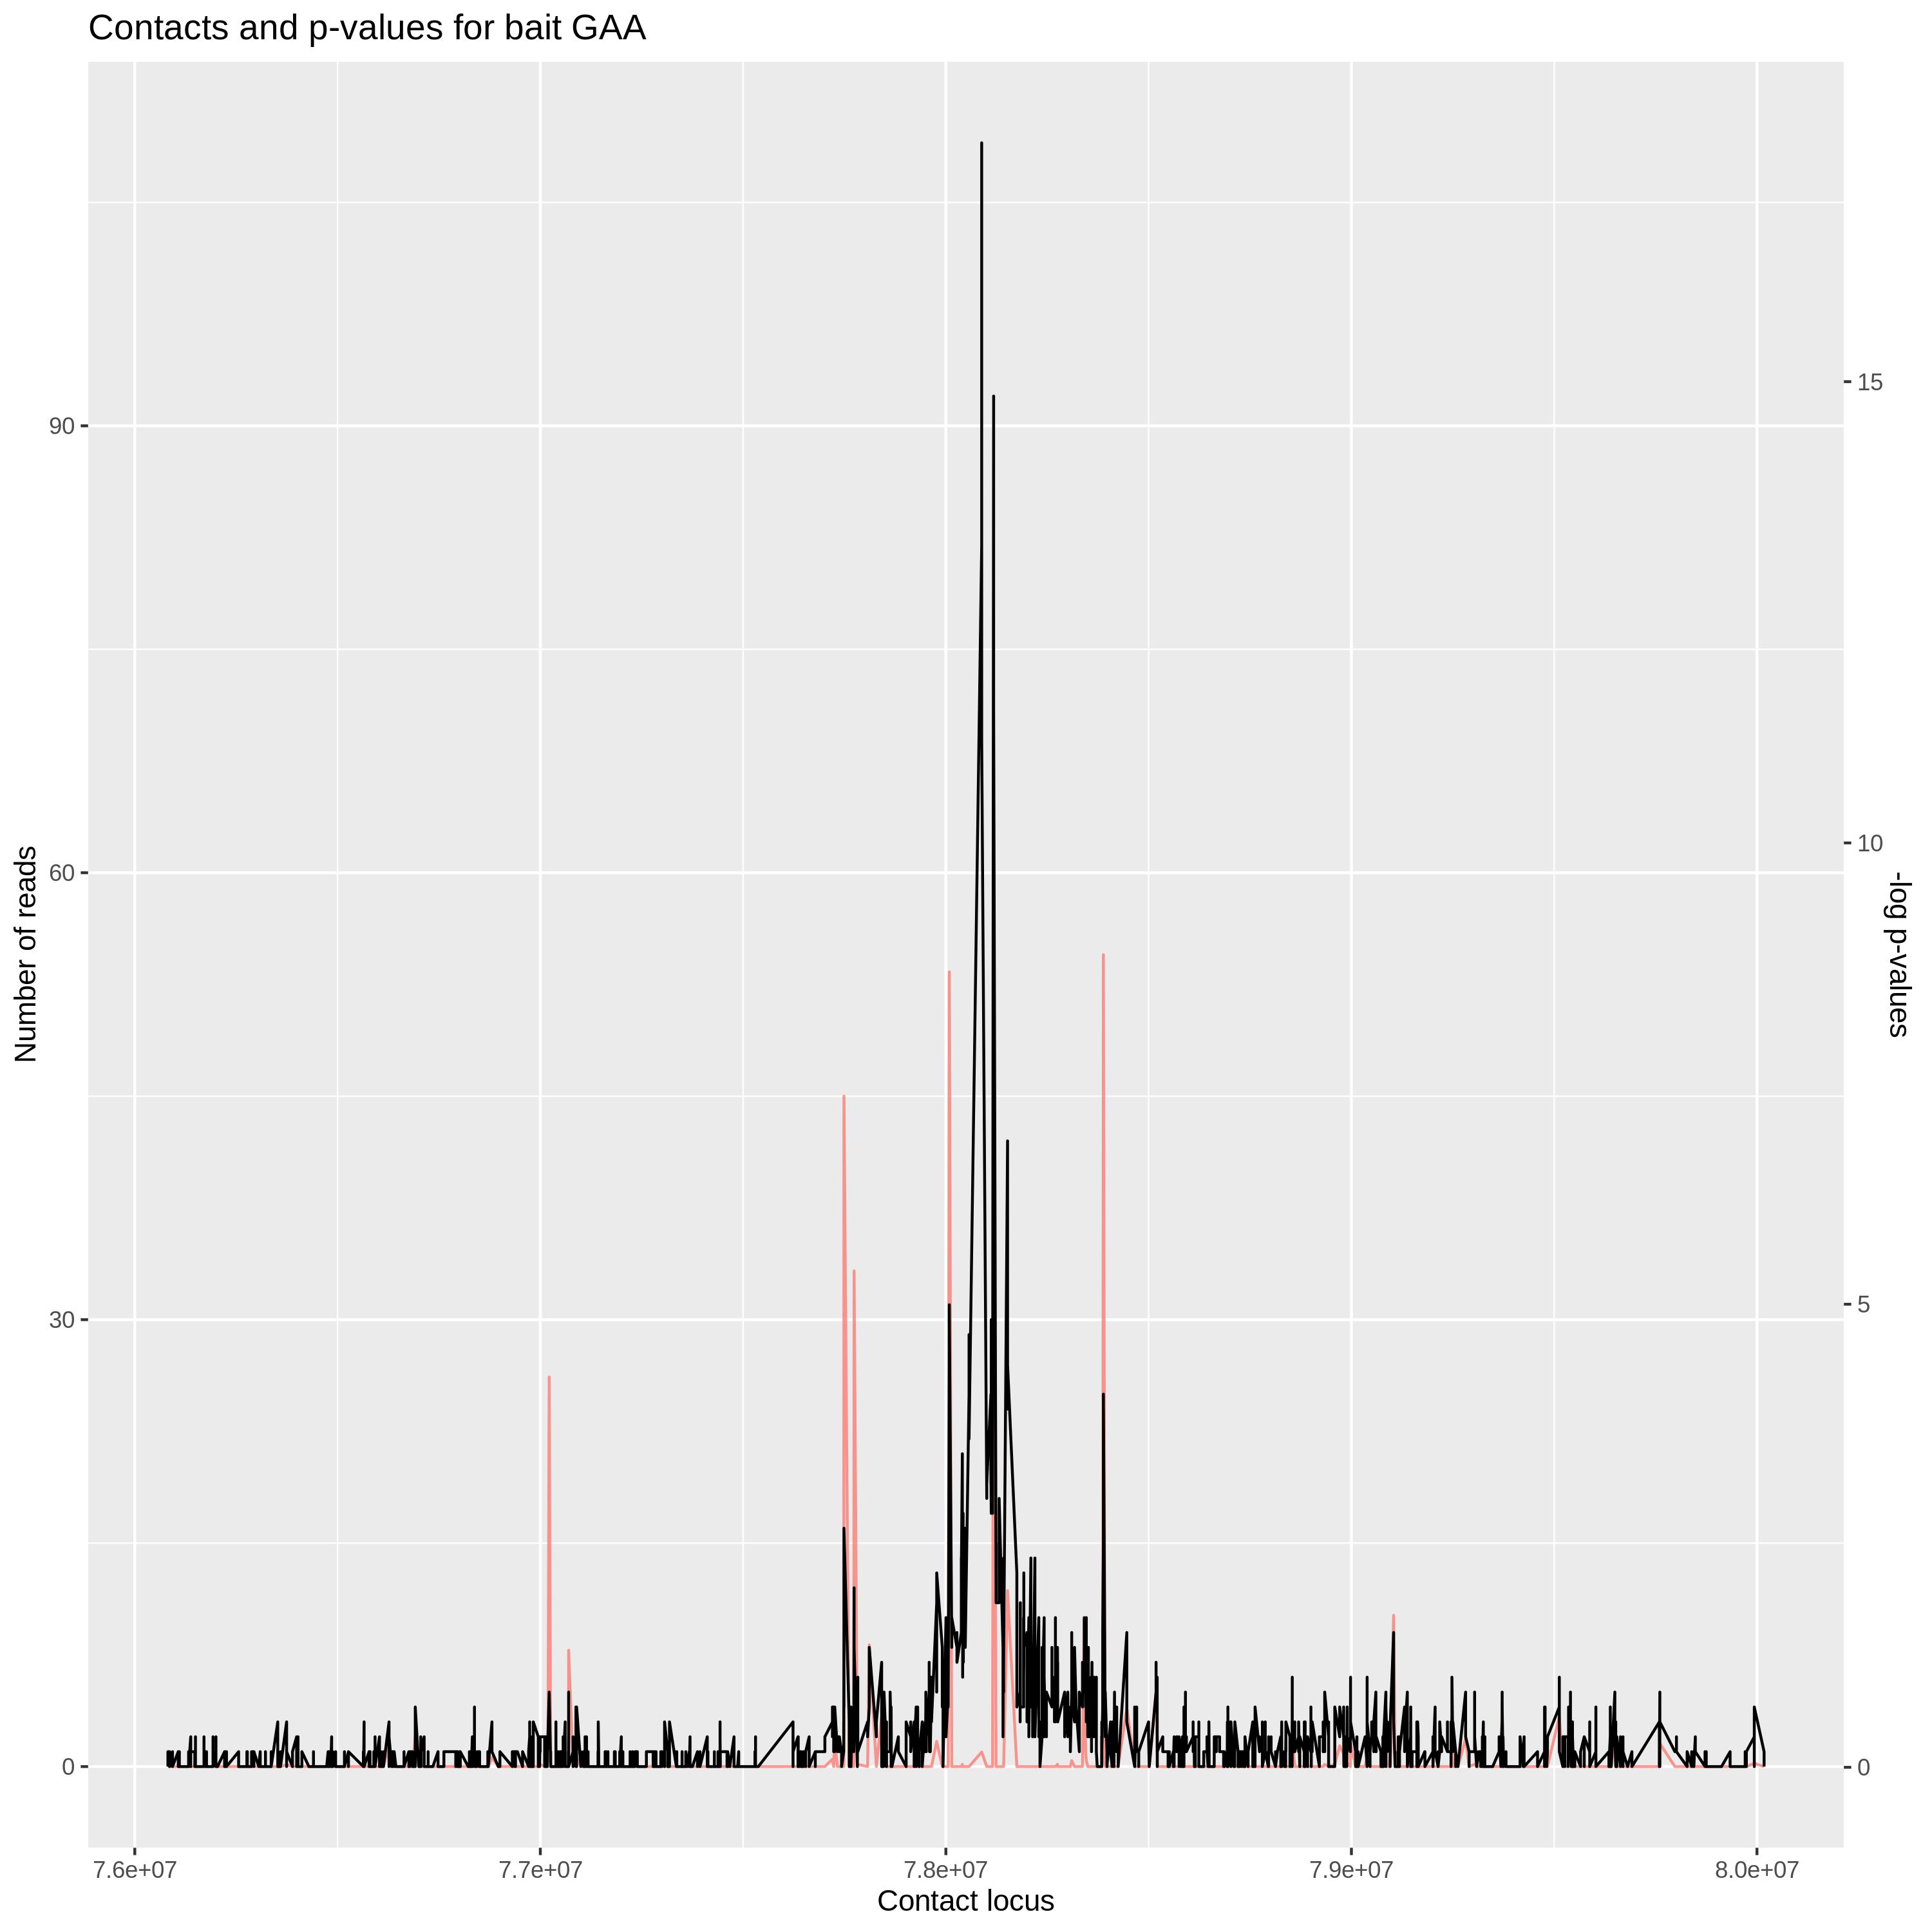 Contacts and p-values for bait GAA
90
60
30
0
Number of reads
15
10
5
0
-log p-values
7.6e+07
7.7e+07
7.8e+07
7.9e+07
8.0e+07
Contact locus